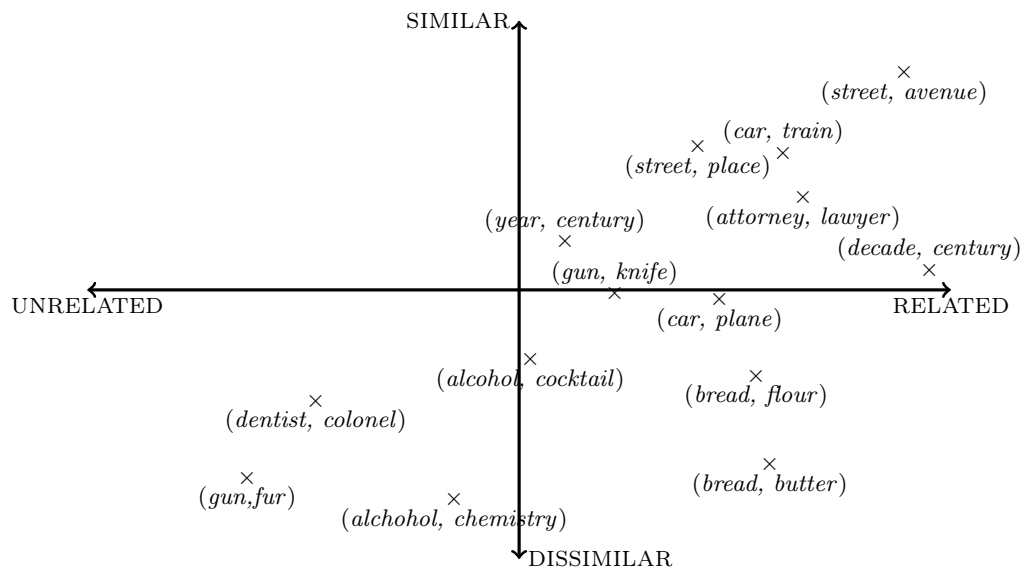 SIMILAR
(street, avenue)
(car, train)
(street, place)
(year, century)
(attorney, lawyer)
(decade, century)
(gun, knife)
UNRELATED
RELATED
(car, plane)
(alcohol, cocktail)
(bread, flour)
(dentist, colonel)
(gun,fur)
(bread, butter)
(alchohol, chemistry)
DISSIMILAR